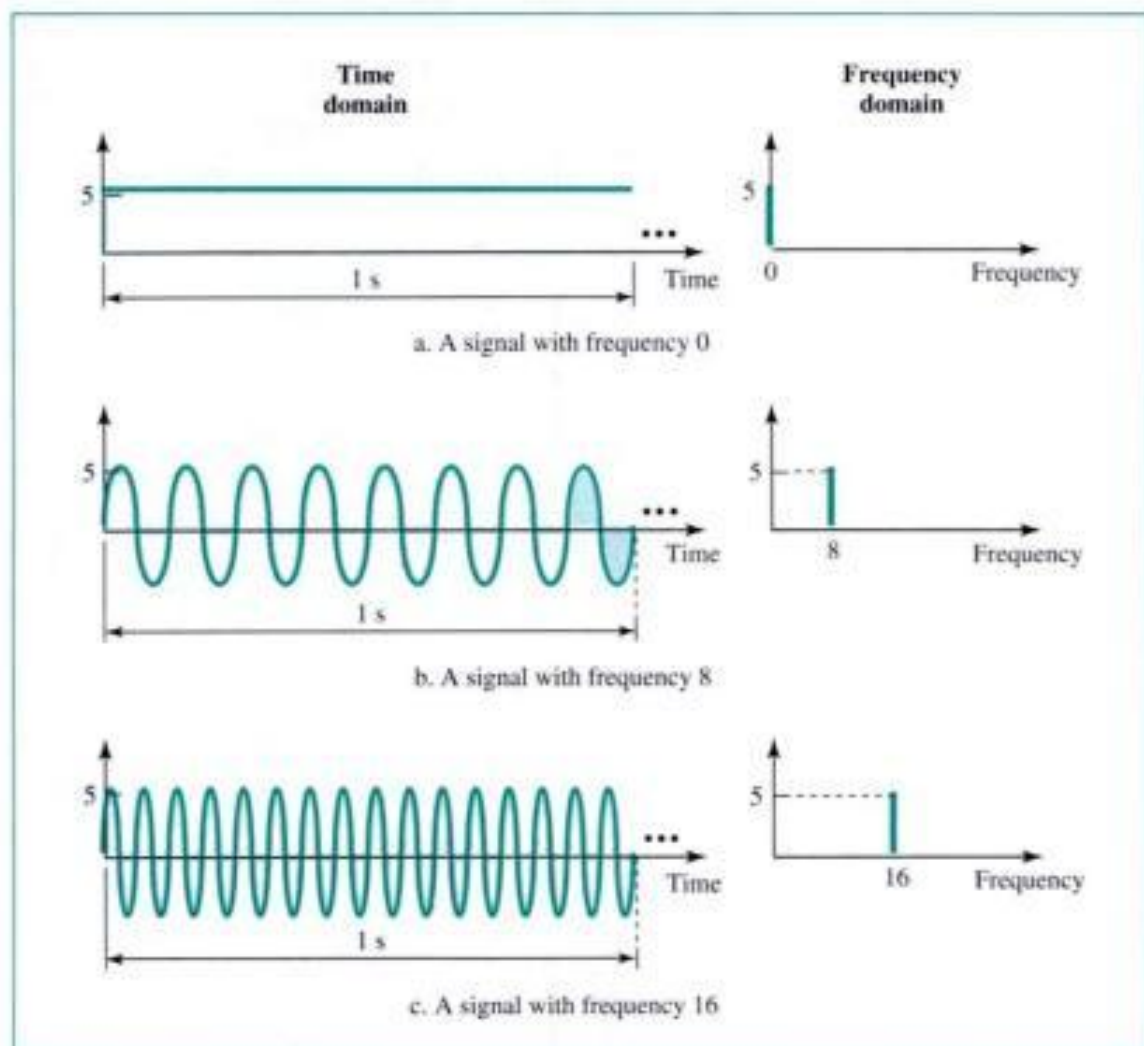 Time
domain
Frequency
domain
5
•••
1 s
Time
5
0
Frequency
a. A signal with frequency 0
5
•••
Time
1 s
5
8
Frequency
b. A signal with frequency 8
5
•••
Time
1 s
5
16
Frequency
c. A signal with frequency 16